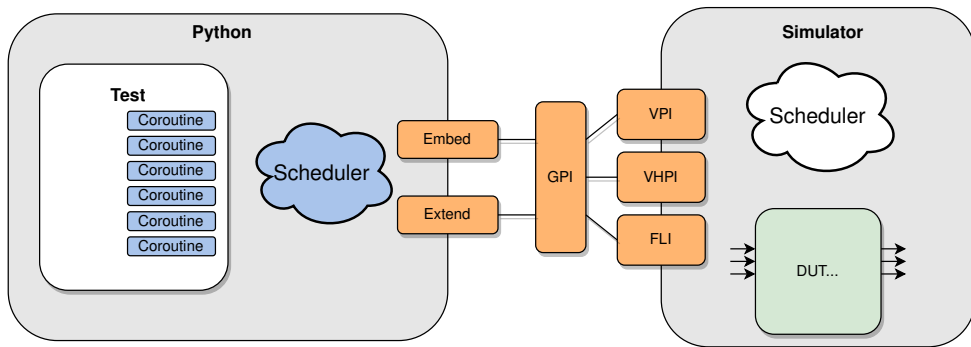 Python
Simulator
Test
Coroutine
Coroutine
Coroutine
Coroutine
Coroutine
Coroutine
Scheduler
Embed
Extend
GPI
VPI
VHPI
FLI
Scheduler
DUT...